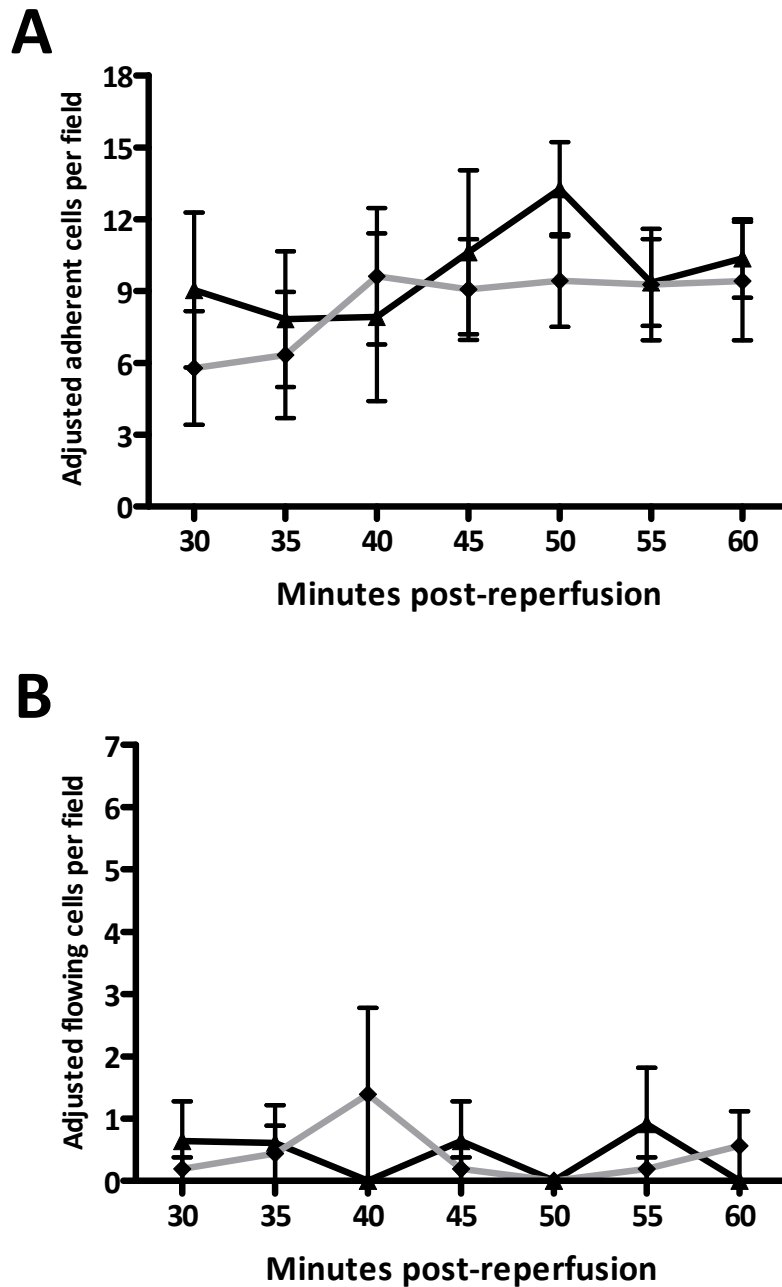 A
Adjusted adherent cells per field
18
15
12
9
6
3
0
30 35 40 45 50 55 60
Minutes post-reperfusion
B
Adjusted flowing cells per field
7
6
5
4
3
2
1
0
30 35 40 45 50 55 60
Minutes post-reperfusion